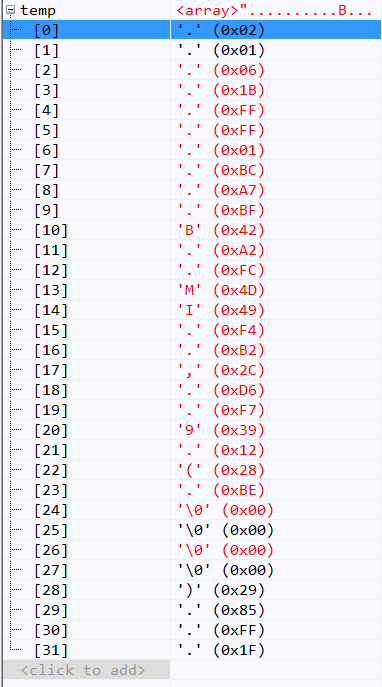 temp <array>"..........B...
[0] '.' (0x02)
[1] '.' (0x01)
[2] '.' (0x06)
[3] '.' (0x1B)
[4] '.' (0xFF)
[5] '.' (0xFF)
[6] '.' (0x01)
[7] '.' (0xBC)
[8] '.' (0xA7)
[9] '.' (0xBF)
[10] 'B' (0x42)
[11] '.' (0xA2)
[12] '.' (0xFC)
[13] 'M' (0x4D)
[14] 'I' (0x49)
[15] '.' (0xF4)
[16] '.' (0xB2)
[17] ',' (0x2C)
[18] '.' (0xD6)
[19] '.' (0xF7)
[20] '9' (0x39)
[21] '.' (0x12)
[22] '(' (0x28)
[23] '.' (0xBE)
[24] '\0' (0x00)
[25] '\0' (0x00)
[26] '\0' (0x00)
[27] '\0' (0x00)
[28] ')' (0x29)
[29] '.' (0x85)
[30] '.' (0xFF)
[31] '.' (0x1F)
<click to add>